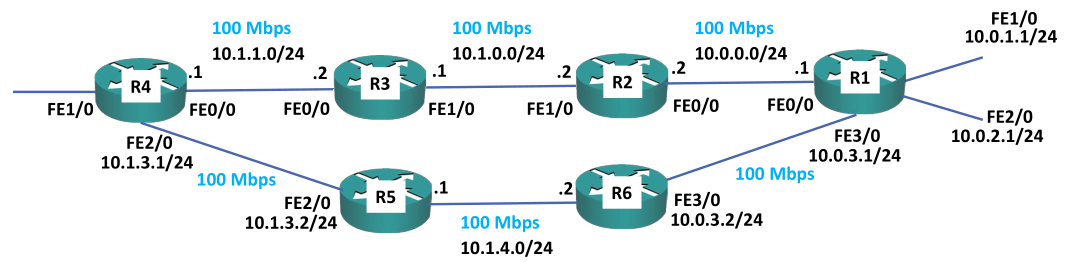 FE1/0
10.0.1.1/24
100 Mbps
100 Mbps
100 Mbps
10.1.1.0/24
10.1.0.0/24
10.0.0.0/24
.1
.2
.1
.2
.2
.1
R4
R3
R2
R1
FE1/0
FE0/0
FE0/0
FE1/0
FE1/0
FE0/0
FE0/0
FE2/0
10.0.2.1/24
FE2/0
10.1.3.1/24
FE3/0
10.0.3.1/24
100 Mbps
100 Mbps
.1
.2
R5
R6
FE2/0
10.1.3.2/24
FE3/0
10.0.3.2/24
100 Mbps
10.1.4.0/24